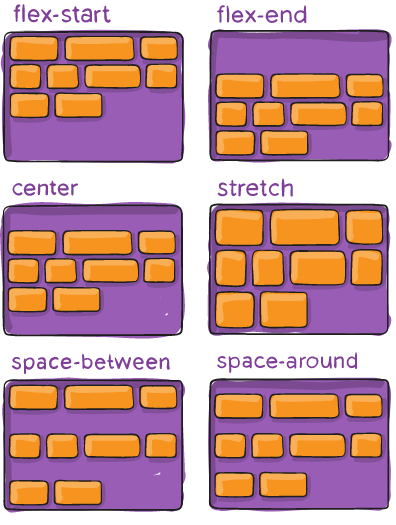 flex-start
flex-end
center
stretch
space-between
space-around